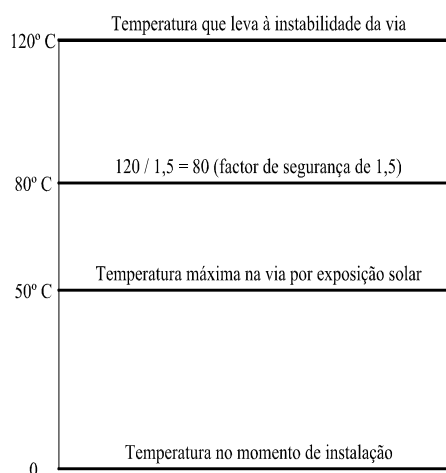 Temperatura que leva à instabilidade da via
120º C
120 / 1,5 = 80 (factor de segurança de 1,5)
80º C
Temperatura máxima na via por exposição solar
50º C
Temperatura no momento de instalação
0